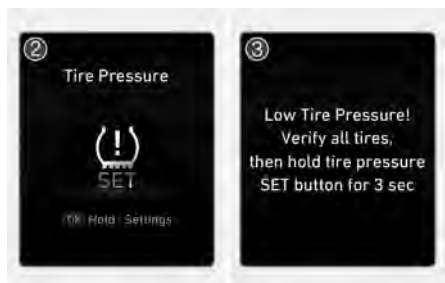 ②
Tire Pressure
(!)
SET
OK Hold : Settings
③
Low Tire Pressure!
Verify all tires,
then hold tire pressure
SET button for 3 sec